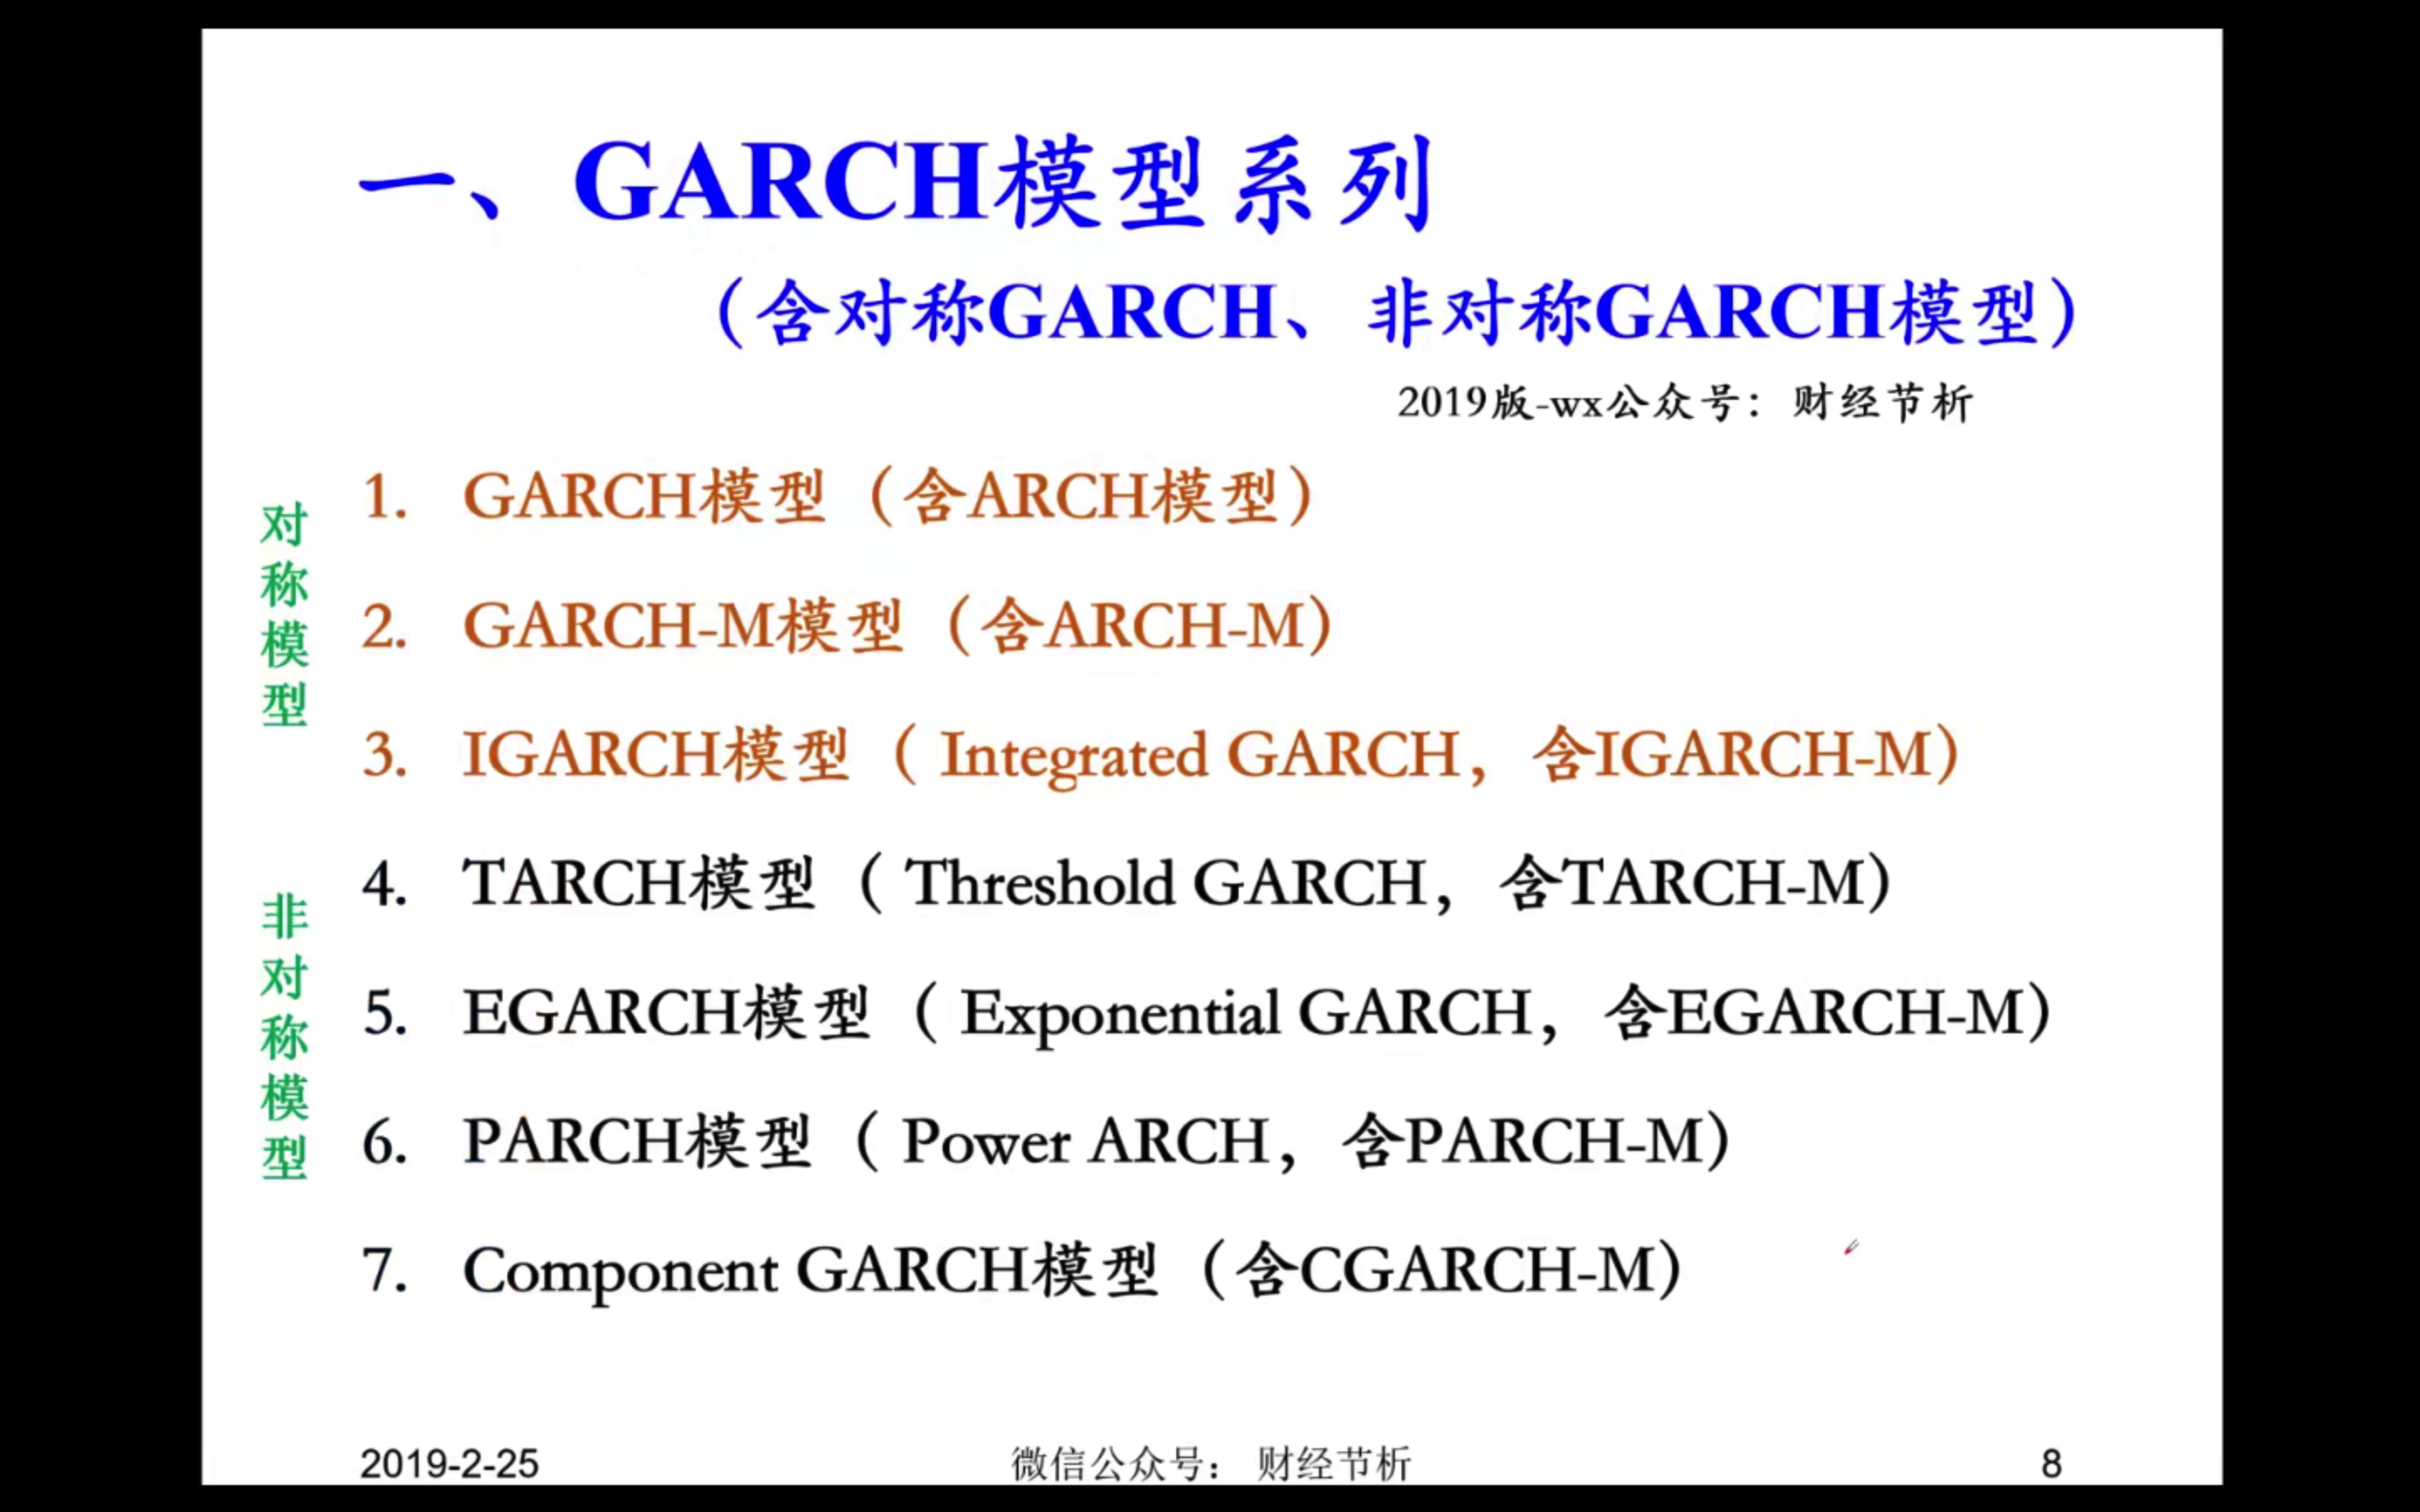 一、GARCH模型系列
（含对称GARCH、非对称GARCH模型）
2019版-wx公众号：财经节析
对称模型
1. GARCH模型（含ARCH模型）
2. GARCH-M模型（含ARCH-M）
3. IGARCH模型（ Integrated GARCH，含IGARCH-M）
非对称模型
4. TARCH模型（ Threshold GARCH，含TARCH-M）
5. EGARCH模型（ Exponential GARCH，含EGARCH-M）
6. PARCH模型（ Power ARCH，含PARCH-M）
7. Component GARCH模型（含CGARCH-M）
2019-2-25
微信公众号： 财经节析
8